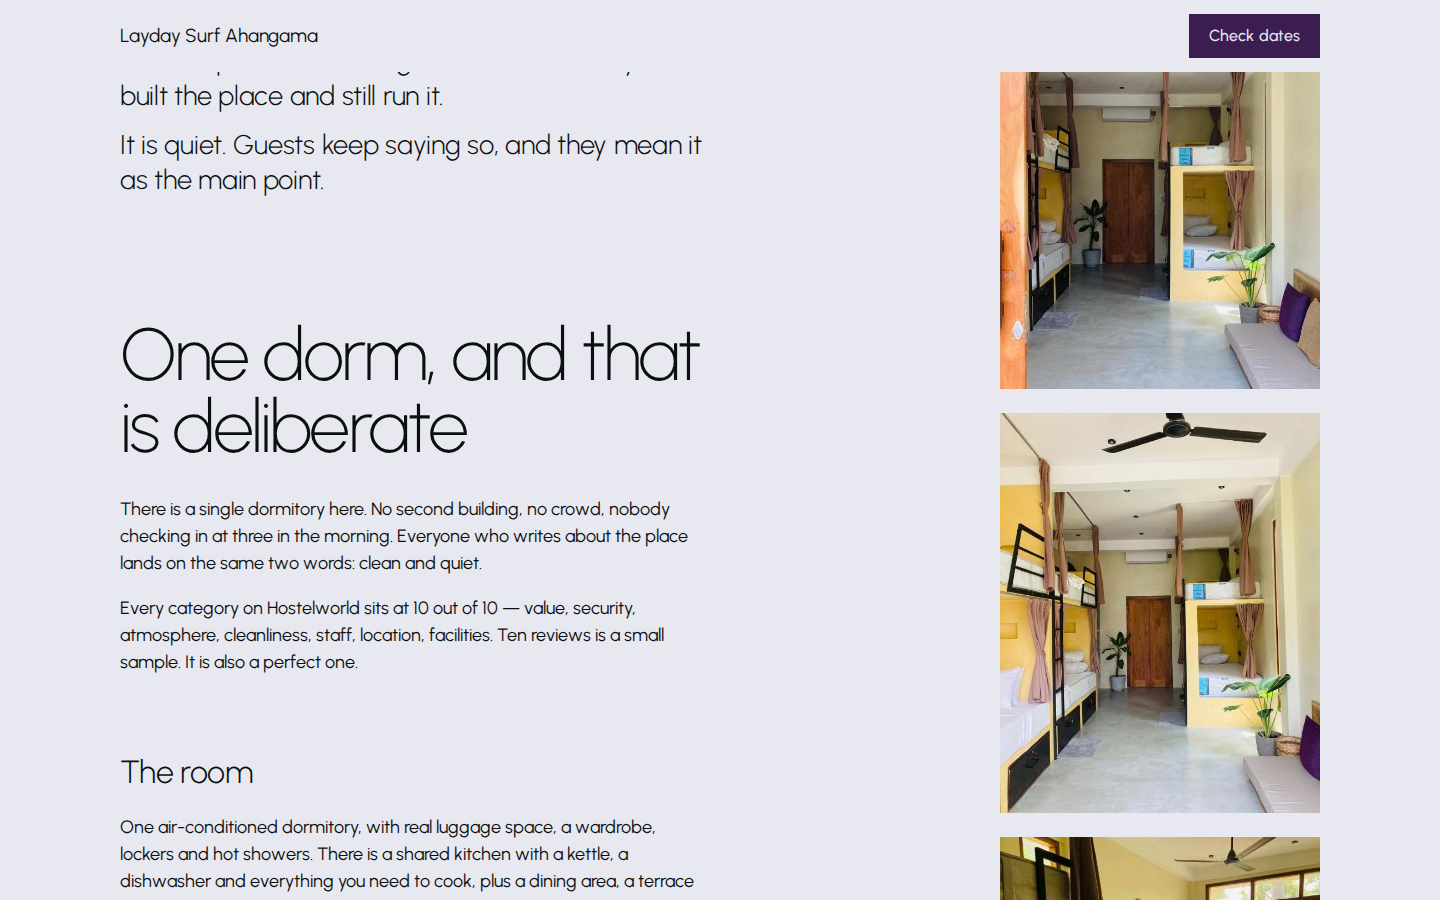 Layday Surf Ahangama
Check dates
built the place and still run it.
It is quiet. Guests keep saying so, and they mean it
as the main point.
One dorm, and that
is deliberate
There is a single dormitory here. No second building, no crowd, nobody
checking in at three in the morning. Everyone who writes about the place
lands on the same two words: clean and quiet.
Every category on Hostelworld sits at 10 out of 10 — value, security,
atmosphere, cleanliness, staff, location, facilities. Ten reviews is a small
sample. It is also a perfect one.
The room
One air-conditioned dormitory, with real luggage space, a wardrobe,
lockers and hot showers. There is a shared kitchen with a kettle, a
dishwasher and everything you need to cook, plus a dining area, a terrace